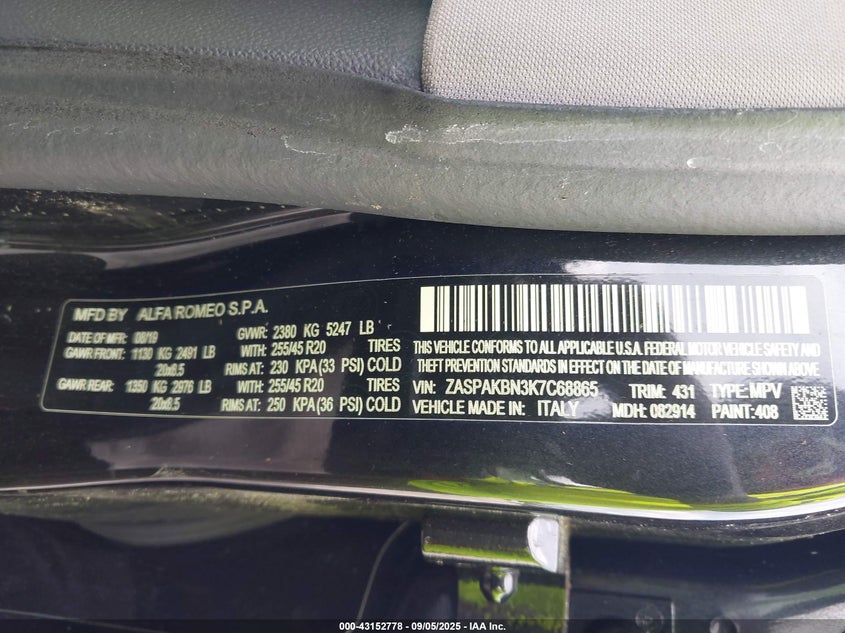 MFD BY ALFA ROMEO S.P.A.
DATE OF MFR: 08/19 GVWR: 2380 KG 5247 LB
GAWR FRONT: 1130 KG 2491 LB WITH: 255/45 R20 TIRES
20x8.5 RIMS AT: 230 KPA (33 PSI) COLD
GAWR REAR: 1350 KG 2976 LB WITH: 255/45 R20 TIRES
20x8.5 RIMS AT: 250 KPA (36 PSI) COLD
THIS VEHICLE CONFORMS TO ALL APPLICABLE U.S.A. FEDERAL MOTOR VEHICLE SAFETY AND
THEFT PREVENTION STANDARDS IN EFFECT ON THE DATE OF MANUFACTURE SHOWN ABOVE
VIN: ZASPAKBN3K7C68865 TRIM: 431 TYPE: MPV
VEHICLE MADE IN: ITALY MDH: 082914 PAINT: 408
000-43152778 - 09/05/2025 - IAA Inc.